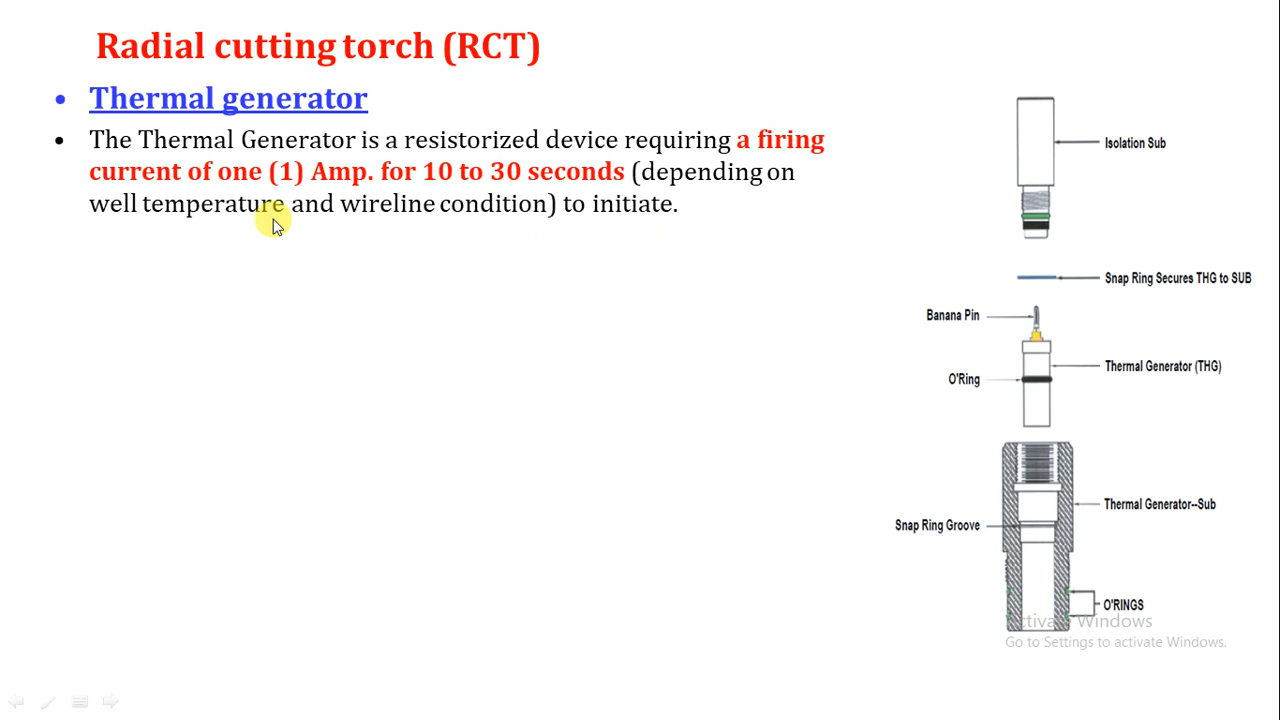 Radial cutting torch (RCT)
• Thermal generator
• The Thermal Generator is a resistorized device requiring a firing
current of one (1) Amp. for 10 to 30 seconds (depending on
well temperature and wireline condition) to initiate.
Isolation Sub
Snap Ring Secures THG to SUB
Banana Pin
Thermal Generator (THG)
O'Ring
Thermal Generator--Sub
Snap Ring Groove
O'RINGS
Activate Windows
Go to Settings to activate Windows.